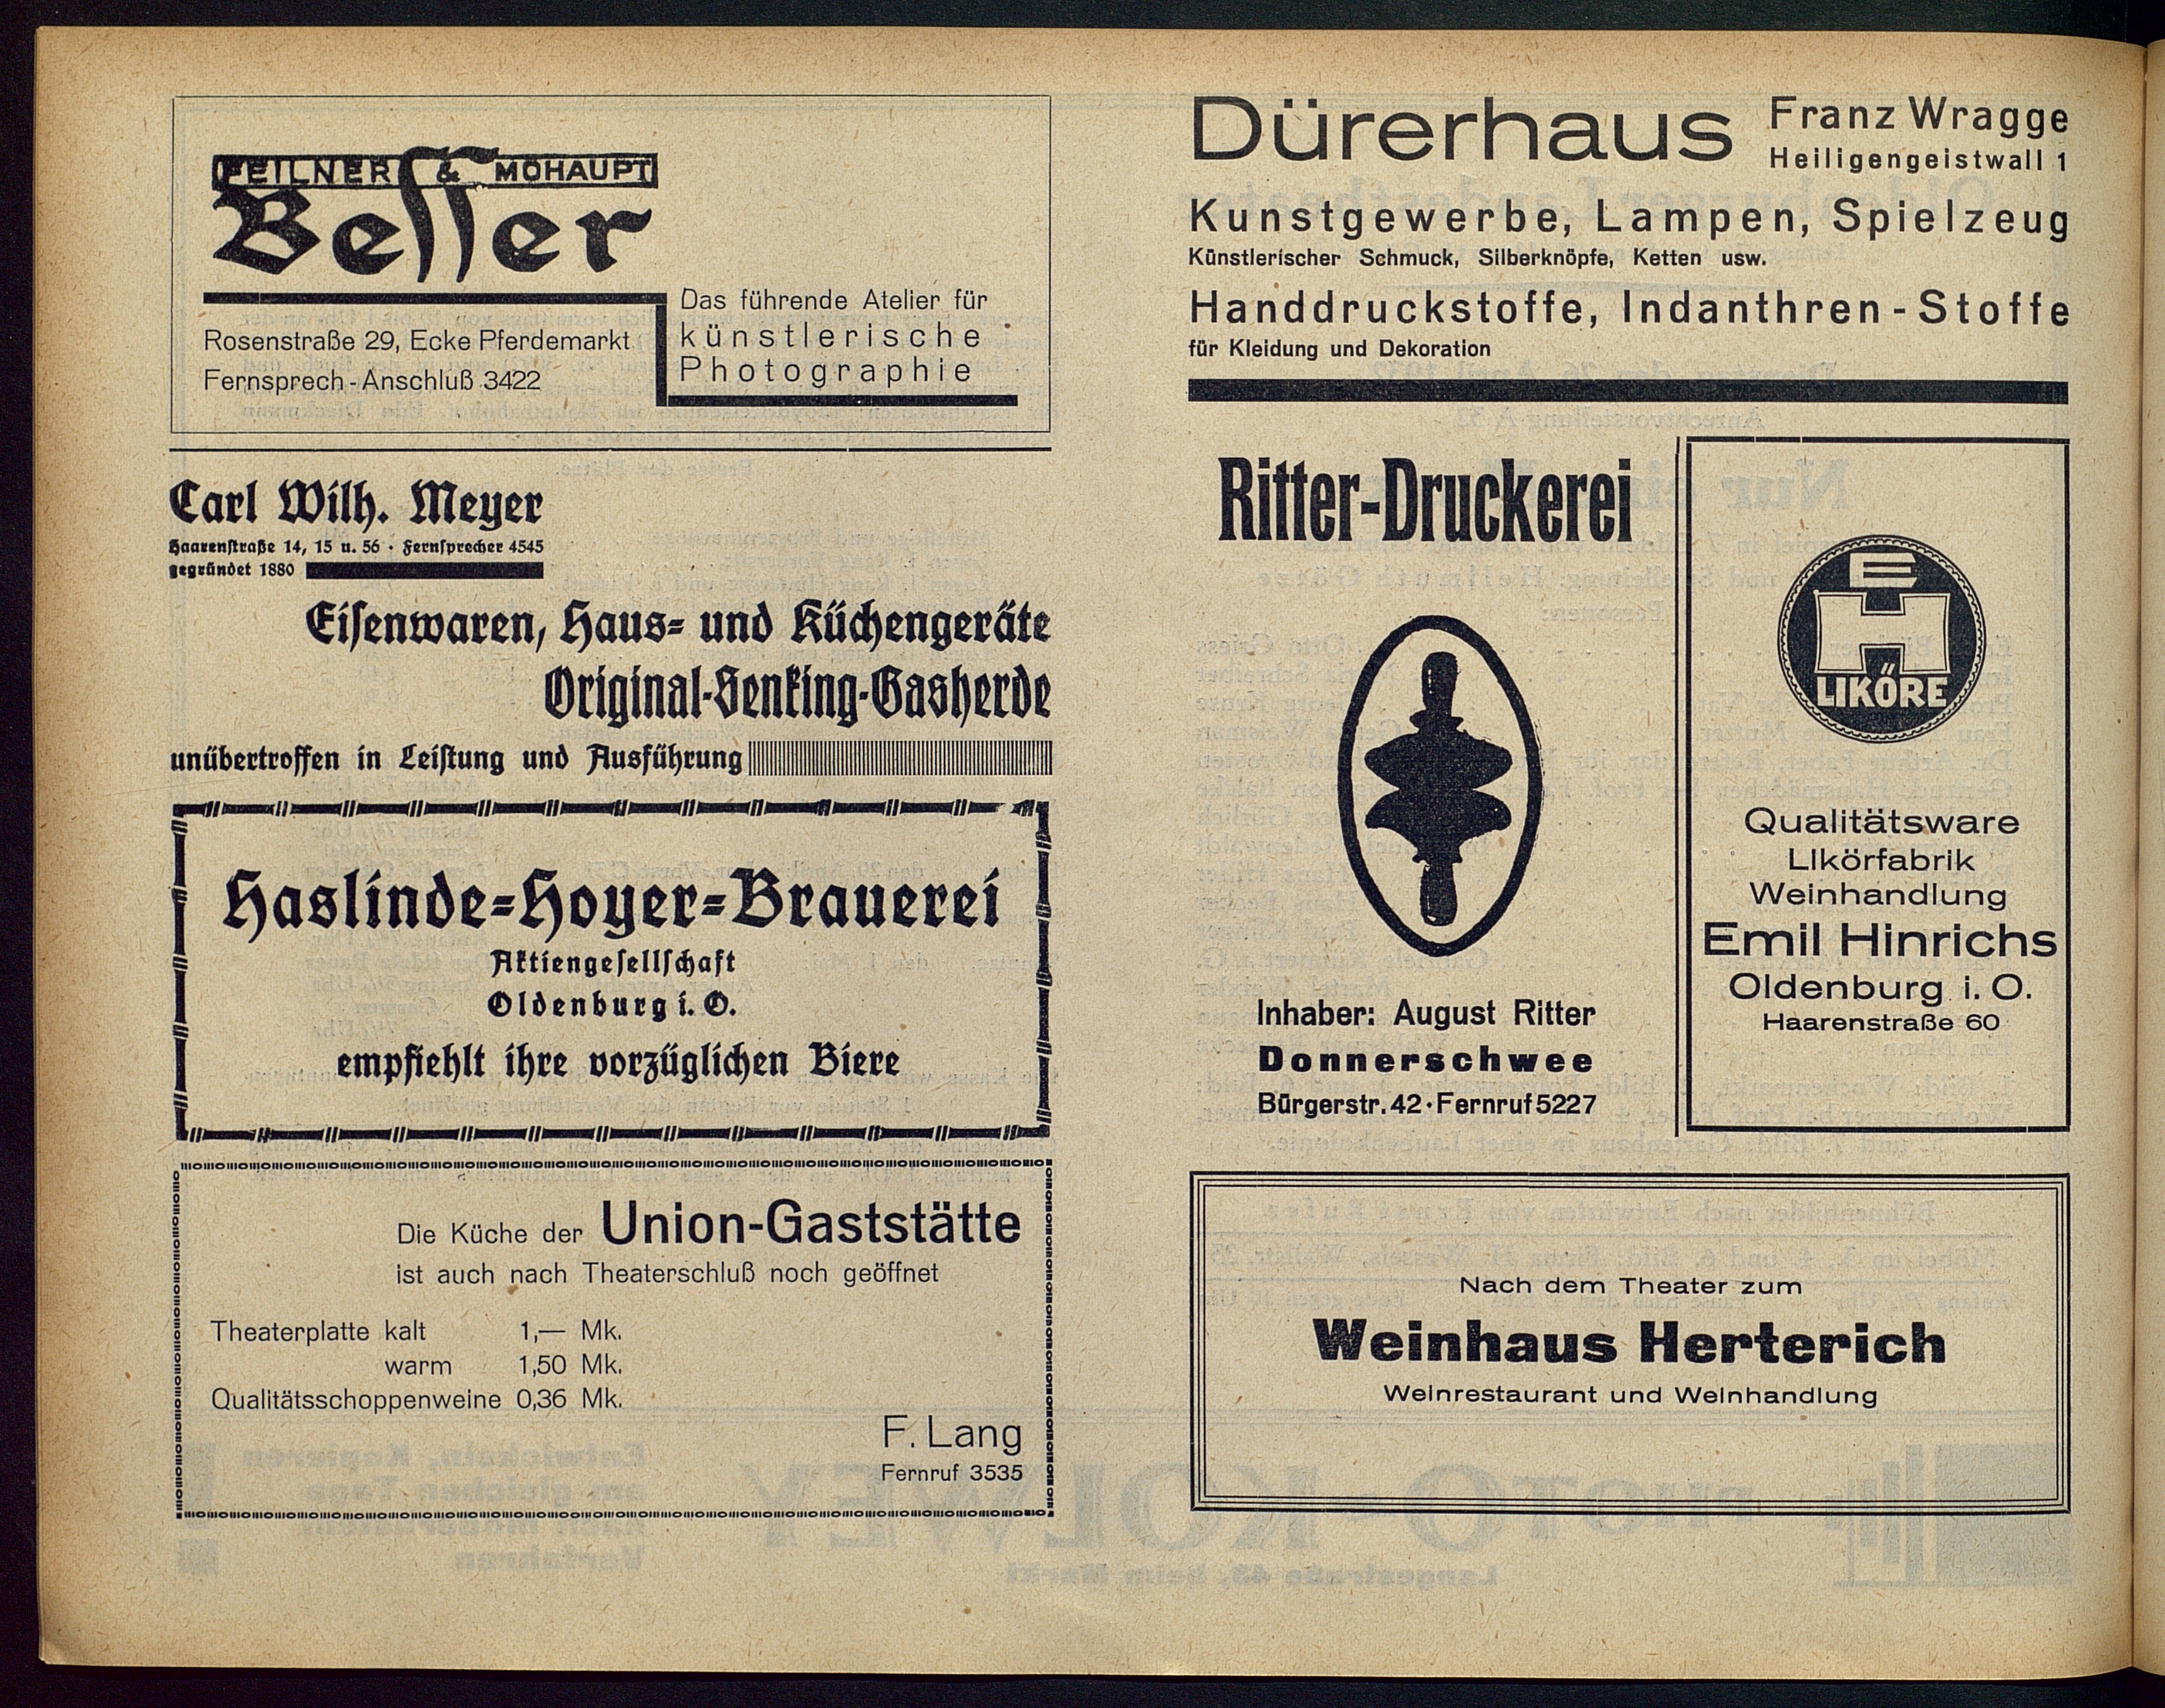 FEILNER & MOHAUPT
Besser
Rosenstraße 29, Ecke Pferdemarkt
Fernsprech-Anschluß 3422
Das führende Atelier für
künstlerische
Photographie
Carl Wilh. Meyer
Haarenstraße 14, 15 u. 56 · Fernsprecher 4545
gegründet 1880
Eisenwaren, Haus= und Küchengeräte
Original-Senking-Gasherde
unübertroffen in Leistung und Ausführung
Haslinde=Hoyer=Brauerei
Aktiengesellschaft
Oldenburg i. O.
empfiehlt ihre vorzüglichen Biere
Die Küche der Union-Gaststätte
ist auch nach Theaterschluß noch geöffnet
Theaterplatte kalt 1,— Mk.
warm 1,50 Mk.
Qualitätsschoppenweine 0,36 Mk.
F. Lang
Fernruf 3535
Dürerhaus Franz Wragge
Heiligengeistwall 1
Kunstgewerbe, Lampen, Spielzeug
Künstlerischer Schmuck, Silberknöpfe, Ketten usw.
Handdruckstoffe, Indanthren-Stoffe
für Kleidung und Dekoration
Ritter-Druckerei
Inhaber: August Ritter
Donnerschwee
Bürgerstr. 42 · Fernruf 5227
E
H
LIKÖRE
Qualitätsware
Likörfabrik
Weinhandlung
Emil Hinrichs
Oldenburg i. O.
Haarenstraße 60
Nach dem Theater zum
Weinhaus Herterich
Weinrestaurant und Weinhandlung